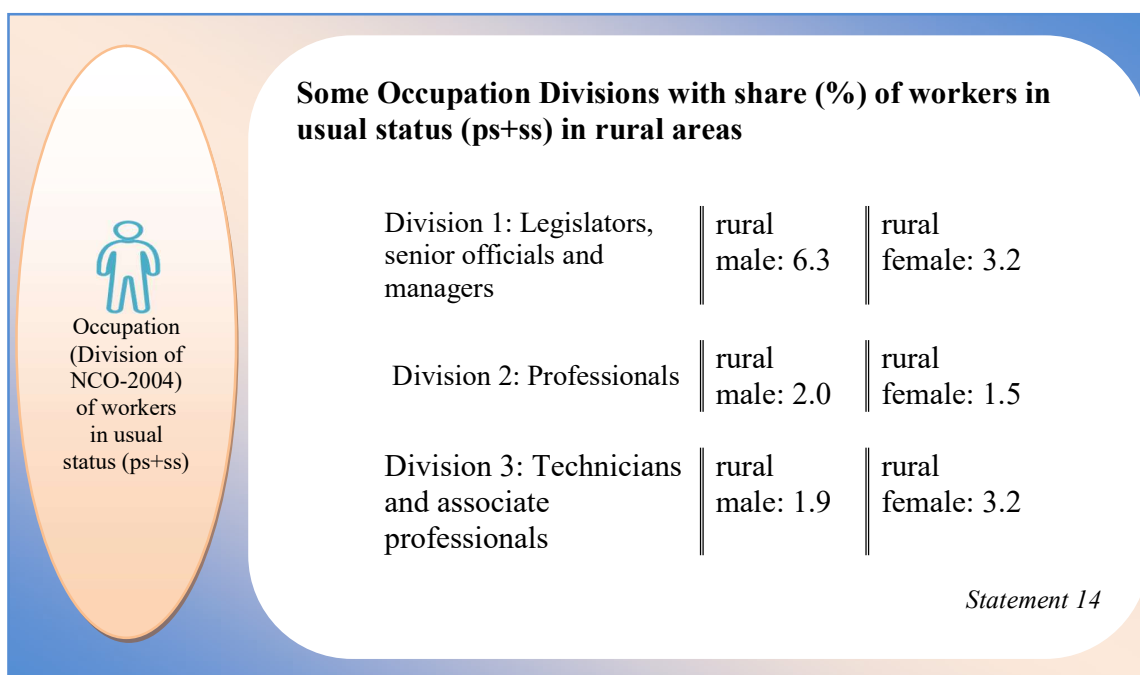 Some Occupation Divisions with share (%) of workers in
usual status (ps+ss) in rural areas
Occupation
(Division of
NCO-2004)
of workers
in usual
status (ps+ss)
Division 1: Legislators,
senior officials and
managers
rural
male: 6.3
rural
female: 3.2
Division 2: Professionals
rural
male: 2.0
rural
female: 1.5
Division 3: Technicians
and associate
professionals
rural
male: 1.9
rural
female: 3.2
Statement 14